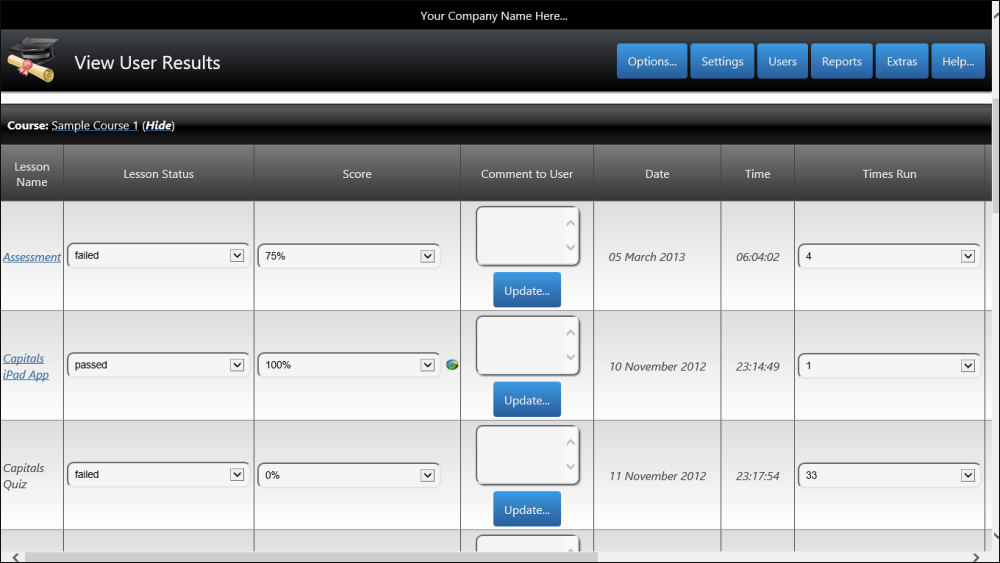 Your Company Name Here...
View User Results
Options...
Settings
Users
Reports
Extras
Help...
Course: Sample Course 1 (Hide)
Lesson Name
Lesson Status
Score
Comment to User
Date
Time
Times Run
Assessment
failed
75%
Update...
05 March 2013
06:04:02
4
Capitals
iPad App
passed
100%
Update...
10 November 2012
23:14:49
1
Capitals
Quiz
failed
0%
Update...
11 November 2012
23:17:54
33